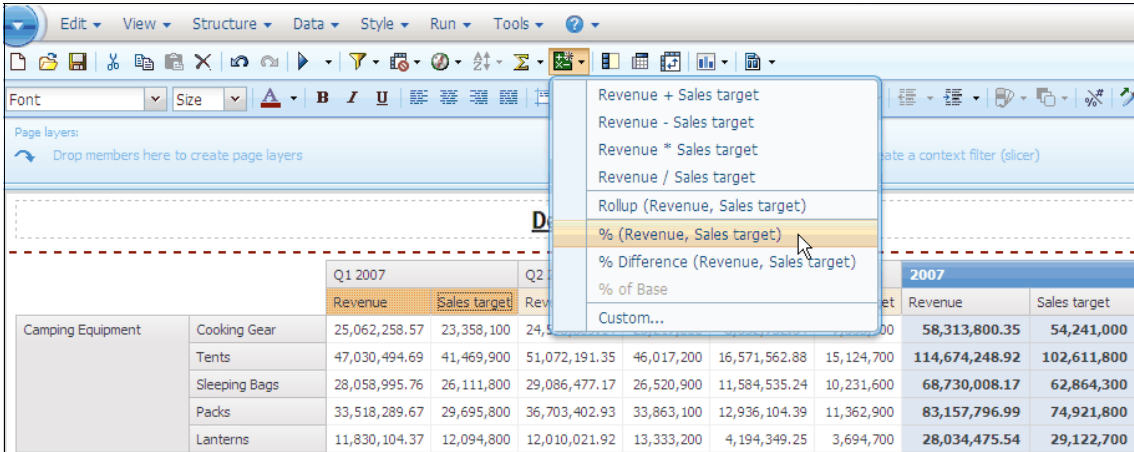 Edit View Structure Data Style Run Tools ?
Font Size A B I U
Revenue + Sales target
Revenue - Sales target
Revenue * Sales target
Revenue / Sales target
Rollup (Revenue, Sales target)
% (Revenue, Sales target)
% Difference (Revenue, Sales target)
% of Base
Custom...
Page layers:
Drop members here to create page layers
ate a context filter (slicer)
Q1 2007 Q2 2007
Revenue Sales target Rev et Revenue Sales target
Camping Equipment Cooking Gear 25,062,258.57 23,358,100 24,5 00 58,313,800.35 54,241,000
Tents 47,030,494.69 41,469,900 51,072,191.35 46,017,200 16,571,562.88 15,124,700 114,674,248.92 102,611,800
Sleeping Bags 28,058,995.76 26,111,800 29,086,477.17 26,520,900 11,584,535.24 10,231,600 68,730,008.17 62,864,300
Packs 33,518,289.67 29,695,800 36,703,402.93 33,863,100 12,936,104.39 11,362,900 83,157,796.99 74,921,800
Lanterns 11,830,104.37 12,094,800 12,010,021.92 13,333,200 4,194,349.25 3,694,700 28,034,475.54 29,122,700